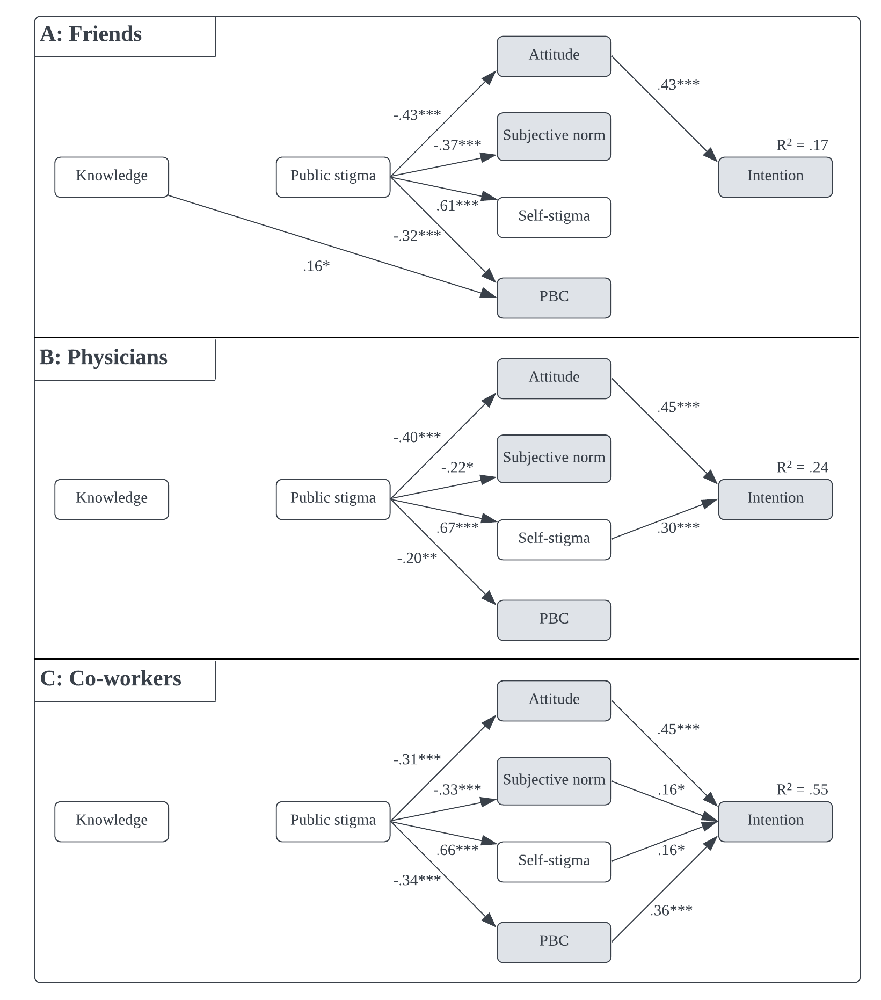 A: Friends
Attitude
.43***
-.43***
Subjective norm
-.37***
R² = .17
Knowledge
Public stigma
Intention
.61***
Self-stigma
-.32***
.16*
PBC
B: Physicians
Attitude
.45***
-.40***
Subjective norm
-.22*
R² = .24
Knowledge
Public stigma
Intention
.67***
.30***
Self-stigma
-.20**
PBC
C: Co-workers
Attitude
.45***
-.31***
Subjective norm
-.33***
.16*
R² = .55
Knowledge
Public stigma
Intention
.66***
.16*
Self-stigma
-.34***
.36***
PBC